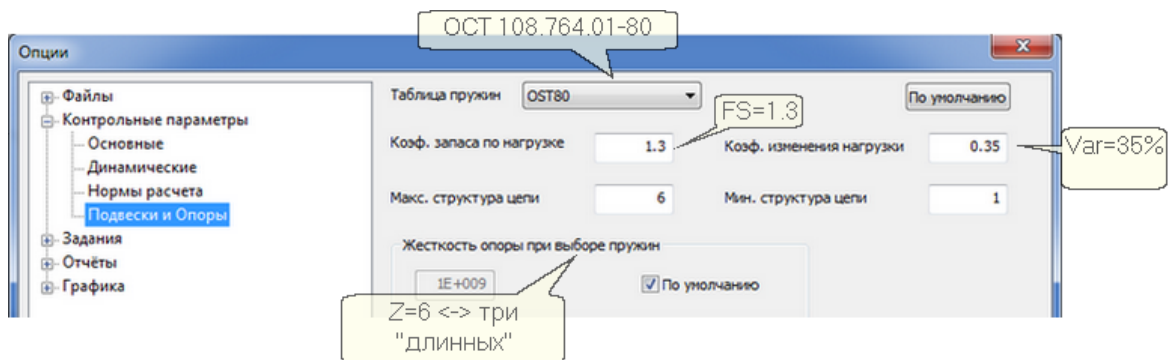 ОСТ 108.764.01-80
Опции
Файлы
Контрольные параметры
Основные
Динамические
Нормы расчета
Подвески и Опоры
Задания
Отчёты
Графика
Таблица пружин OST80 По умолчанию
FS=1.3
Коэф. запаса по нагрузке 1.3 Коэф. изменения нагрузки 0.35
Var=35%
Макс. структура цепи 6 Мин. структура цепи 1
Жесткость опоры при выборе пружин
1E+009 По умолчанию
Z=6 <-> три
"длинных"